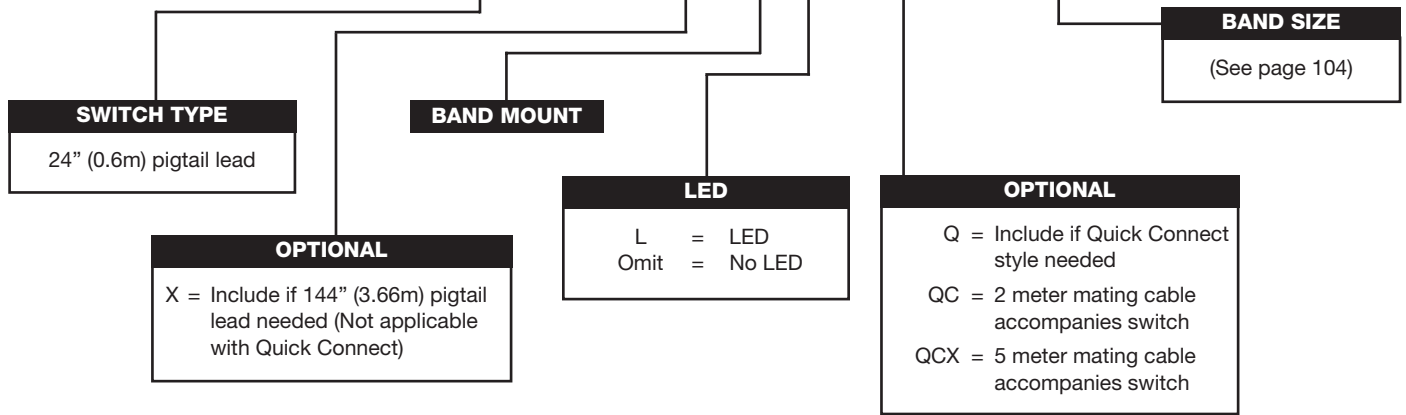 BAND SIZE
(See page 104)
SWITCH TYPE
24” (0.6m) pigtail lead
BAND MOUNT
LED
L = LED
Omit = No LED
OPTIONAL
Q = Include if Quick Connect
style needed
QC = 2 meter mating cable
accompanies switch
QCX = 5 meter mating cable
accompanies switch
OPTIONAL
X = Include if 144” (3.66m) pigtail
lead needed (Not applicable
with Quick Connect)